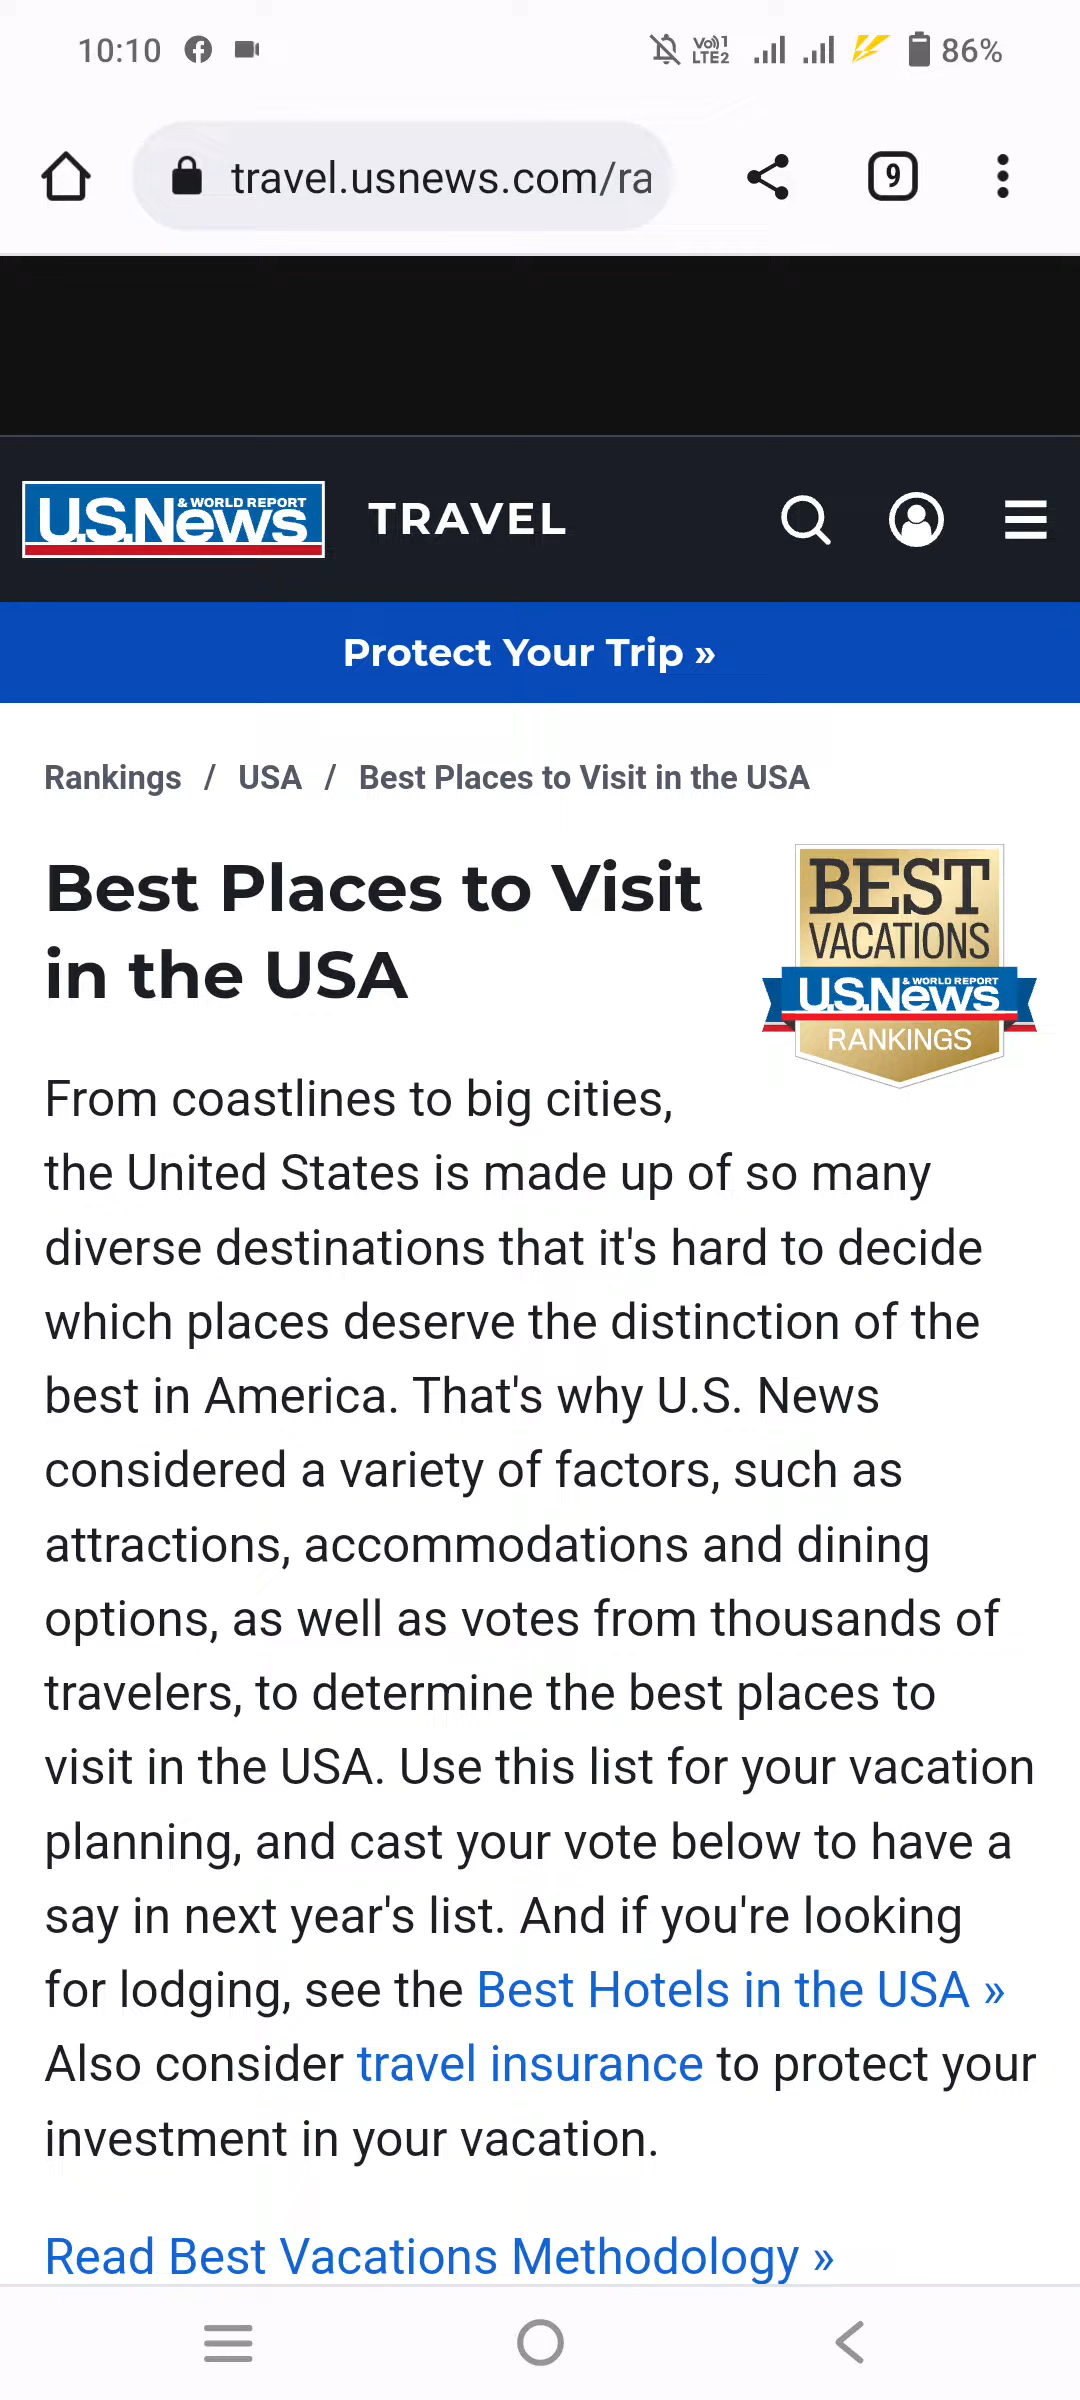 10:10
Vo)) 1
LTE2
86%
travel.usnews.com/ra
9
U.S.News & WORLD REPORT
TRAVEL
Protect Your Trip »
Rankings / USA / Best Places to Visit in the USA
Best Places to Visit
in the USA
BEST
VACATIONS
U.S.News & WORLD REPORT
RANKINGS
From coastlines to big cities,
the United States is made up of so many
diverse destinations that it's hard to decide
which places deserve the distinction of the
best in America. That's why U.S. News
considered a variety of factors, such as
attractions, accommodations and dining
options, as well as votes from thousands of
travelers, to determine the best places to
visit in the USA. Use this list for your vacation
planning, and cast your vote below to have a
say in next year's list. And if you're looking
for lodging, see the Best Hotels in the USA »
Also consider travel insurance to protect your
investment in your vacation.
Read Best Vacations Methodology »